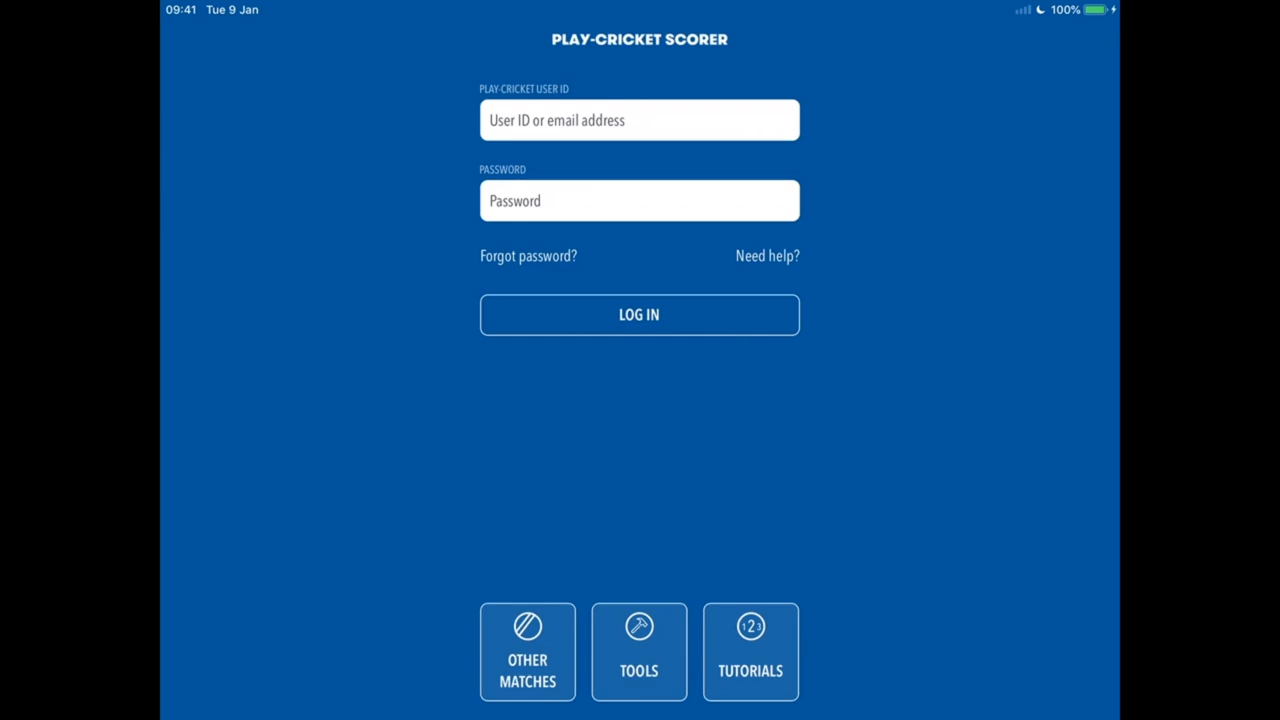 09:41 Tue 9 Jan
100%
PLAY-CRICKET SCORER
PLAY-CRICKET USER ID
User ID or email address
PASSWORD
Password
Forgot password? Need help?
LOG IN
123
OTHER
MATCHES
TOOLS
TUTORIALS